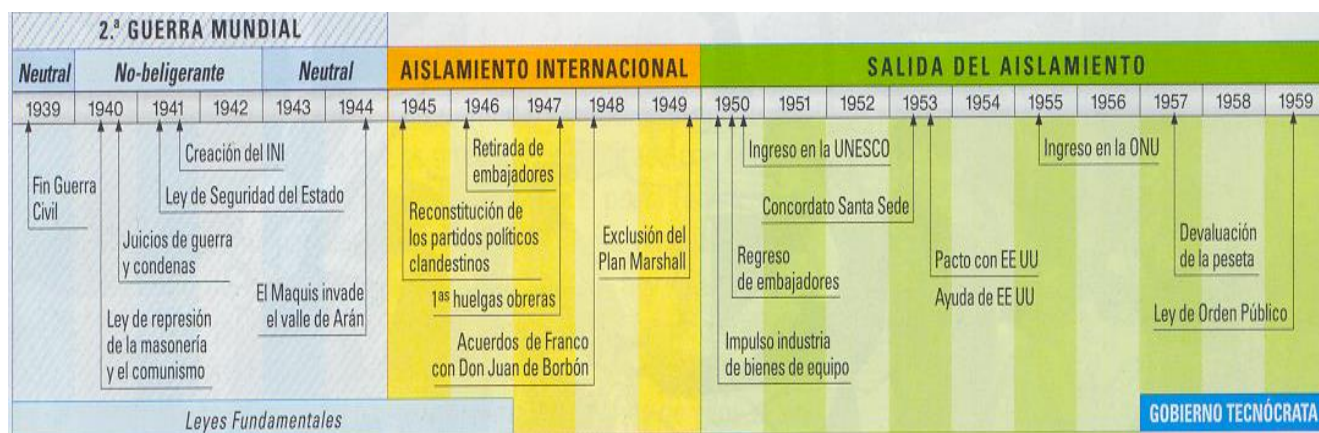 2.ª GUERRA MUNDIAL
Neutral
No-beligerante
Neutral
AISLAMIENTO INTERNACIONAL
SALIDA DEL AISLAMIENTO
1939 1940 1941 1942 1943 1944 1945 1946 1947 1948 1949 1950 1951 1952 1953 1954 1955 1956 1957 1958 1959
Fin Guerra
Civil
Ley de represión
de la masonería
y el comunismo
Juicios de guerra
y condenas
Ley de Seguridad del Estado
Creación del INI
El Maquis invade
el valle de Arán
Reconstitución de
los partidos políticos
clandestinos
Retirada de
embajadores
1as huelgas obreras
Acuerdos de Franco
con Don Juan de Borbón
Exclusión del
Plan Marshall
Impulso industria
de bienes de equipo
Regreso
de embajadores
Ingreso en la UNESCO
Concordato Santa Sede
Pacto con EE UU
Ayuda de EE UU
Ingreso en la ONU
Devaluación
de la peseta
Ley de Orden Público
Leyes Fundamentales
GOBIERNO TECNÓCRATA